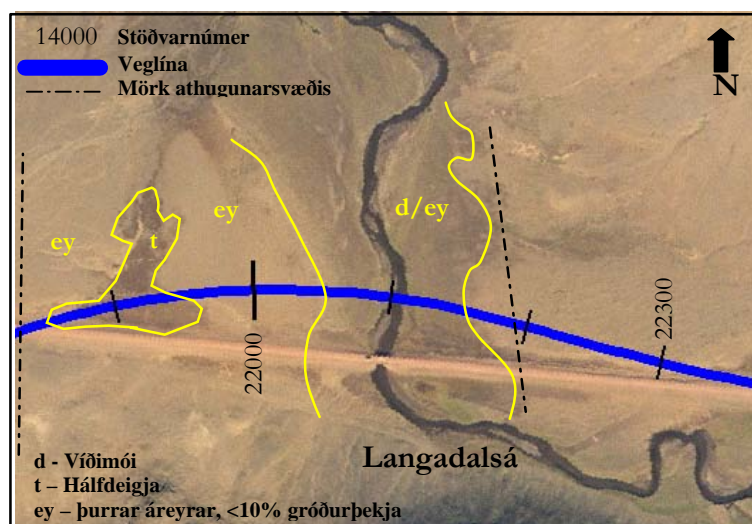 14000 Stöðvarnúmer
Veglína
Mörk athugunarsvæðis
N
ey
t
ey
d/ey
22000
22300
Langadalsá
d - Víðimói
t – Hálfdeigja
ey – þurrar áreyrar, <10% gróðurþekja